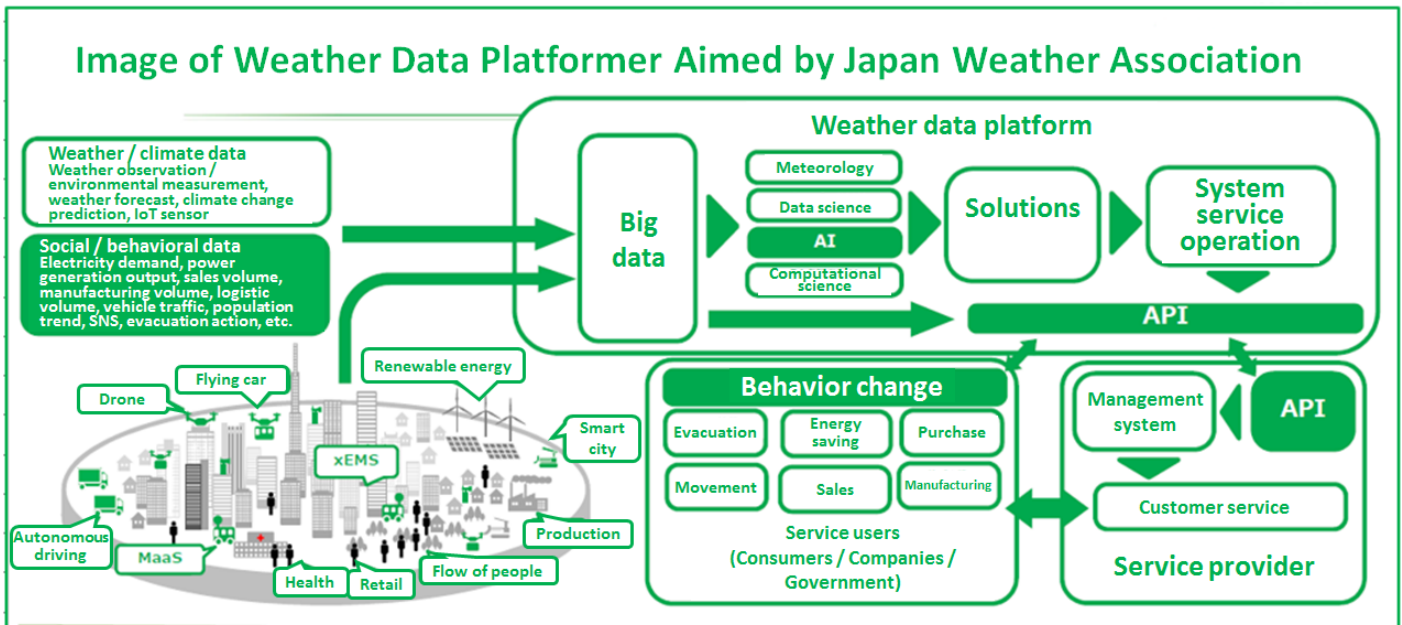 Image of Weather Data Platformer Aimed by Japan Weather Association
Weather / climate data
Weather observation /
environmental measurement,
weather forecast, climate change
prediction, IoT sensor
Social / behavioral data
Electricity demand, power
generation output, sales volume,
manufacturing volume, logistic
volume, vehicle traffic, population
trend, SNS, evacuation action, etc.
Weather data platform
Big
data
Meteorology
Data science
AI
Computational
science
Solutions
System
service
operation
API
Renewable energy
Flying car
Drone
Smart
city
xEMS
Autonomous
driving
MaaS
Health
Retail
Flow of people
Production
Behavior change
Evacuation
Energy
saving
Purchase
Movement
Sales
Manufacturing
Service users
(Consumers / Companies /
Government)
Management
system
API
Customer service
Service provider